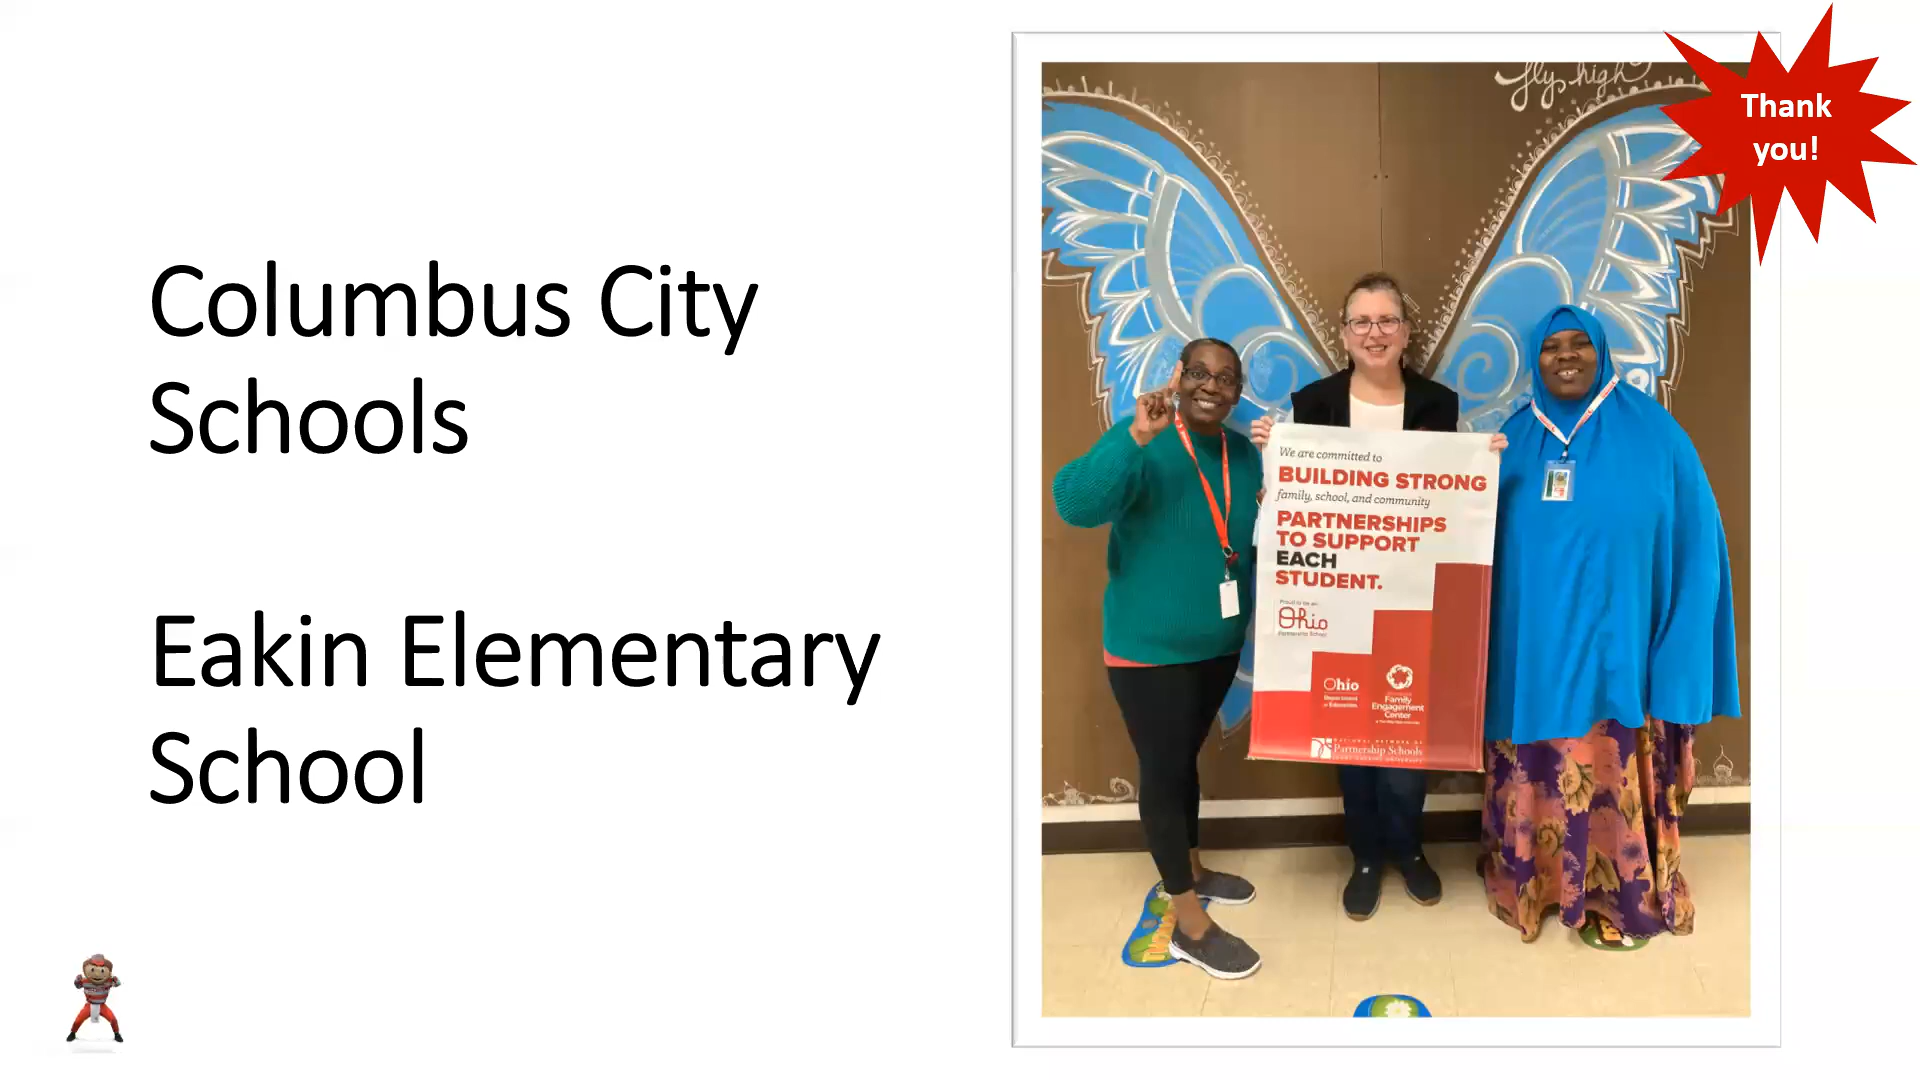 Columbus City
Schools
Eakin Elementary
School
Thank
you!
fly high
We are committed to
BUILDING STRONG
family, school, and community
PARTNERSHIPS
TO SUPPORT
EACH
STUDENT.
Proud to be an
Ohio
Partnership School
Ohio
Department
of Education
Family
Engagement
Center
NATIONAL NETWORK OF
Partnership Schools